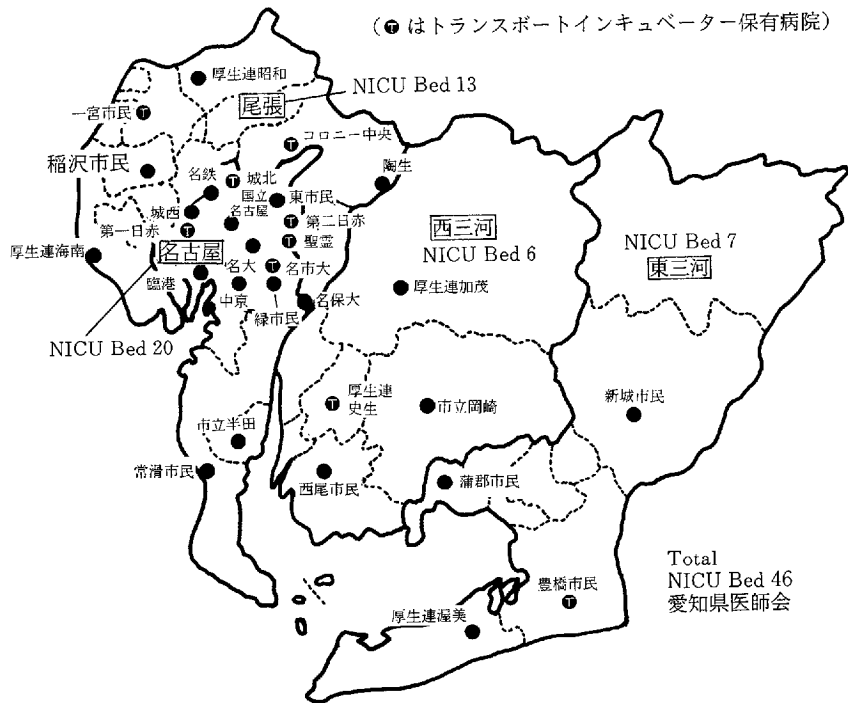 (Ⓣはトランスポートインキュベーター保有病院)
厚生連昭和
NICU Bed 13
尾張
一宮市民
コロニー中央
稲沢市民
名鉄
城北
陶生
国立
名古屋
東市民
城西
第一日赤
第二日赤
西三河
NICU Bed 6
NICU Bed 7
東三河
聖霊
名古屋
厚生連海南
名大
名市大
臨港
厚生連加茂
中京
緑市民
名保大
NICU Bed 20
厚生連
史生
市立岡崎
新城市民
市立半田
常滑市民
西尾市民
蒲郡市民
Total
NICU Bed 46
愛知県医師会
豊橋市民
厚生連渥美